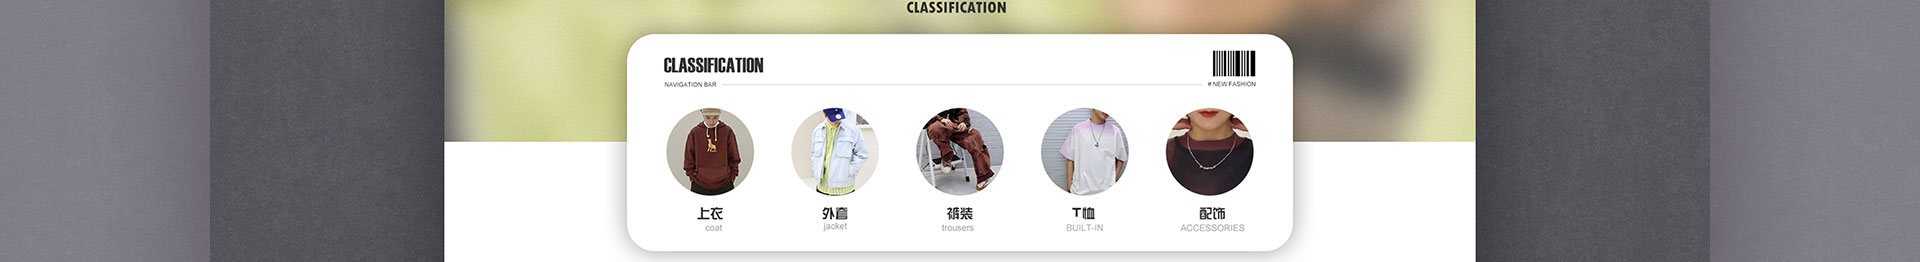 CLASSIFICATION
CLASSIFICATION
NAVIGATION BAR
# NEW FASHION
上衣
coat
外套
jacket
裤装
trousers
T恤
BUILT-IN
配饰
ACCESSORIES